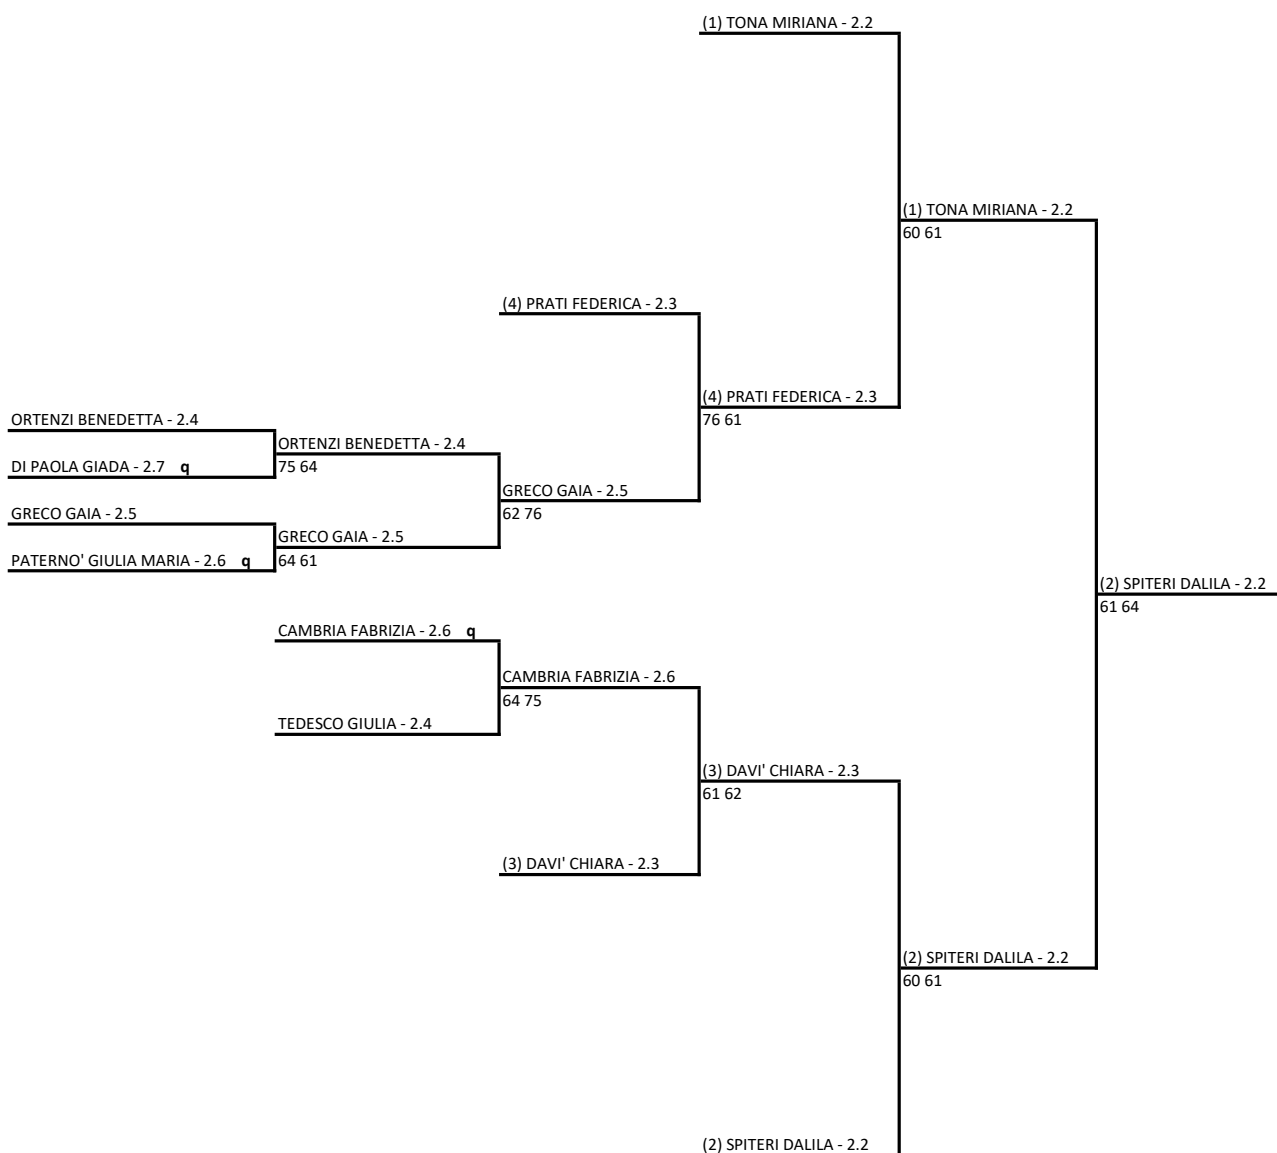 (1) TONA MIRIANA - 2.2
(1) TONA MIRIANA - 2.2
60 61
(4) PRATI FEDERICA - 2.3
(4) PRATI FEDERICA - 2.3
76 61
ORTENZI BENEDETTA - 2.4
ORTENZI BENEDETTA - 2.4
DI PAOLA GIADA - 2.7 q
75 64
GRECO GAIA - 2.5
62 76
GRECO GAIA - 2.5
GRECO GAIA - 2.5
PATERNO' GIULIA MARIA - 2.6 q
64 61
(2) SPITERI DALILA - 2.2
61 64
CAMBRIA FABRIZIA - 2.6 q
CAMBRIA FABRIZIA - 2.6
64 75
TEDESCO GIULIA - 2.4
(3) DAVI' CHIARA - 2.3
61 62
(3) DAVI' CHIARA - 2.3
(2) SPITERI DALILA - 2.2
60 61
(2) SPITERI DALILA - 2.2